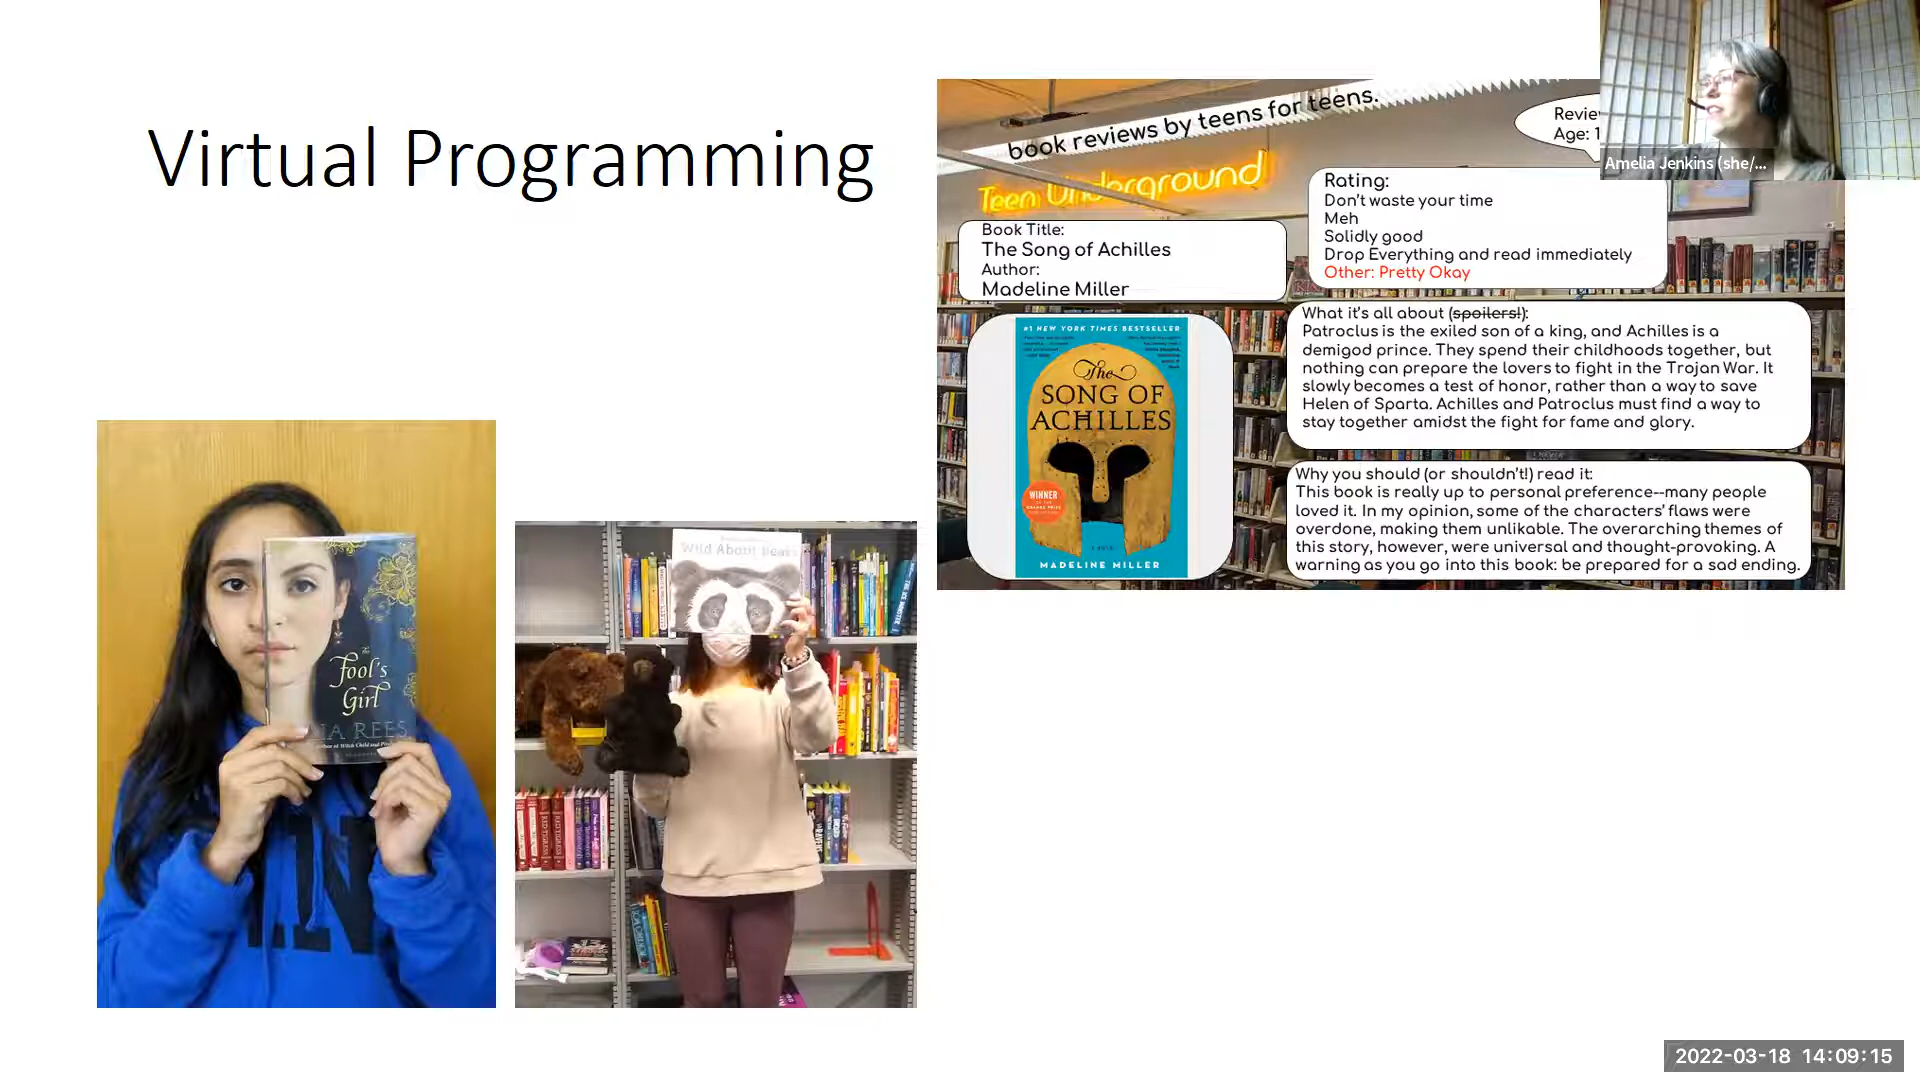 Virtual Programming
book reviews by teens for teens.
Teen Underground
Amelia Jenkins (she/...
Book Title:
The Song of Achilles
Author:
Madeline Miller
Rating:
Don't waste your time
Meh
Solidly good
Drop Everything and read immediately
Other: Pretty Okay
#1 NEW YORK TIMES BESTSELLER
The
SONG OF
ACHILLES
WINNER
MADELINE MILLER
What it's all about (spoilers!):
Patroclus is the exiled son of a king, and Achilles is a
demigod prince. They spend their childhoods together, but
nothing can prepare the lovers to fight in the Trojan War. It
slowly becomes a test of honor, rather than a way to save
Helen of Sparta. Achilles and Patroclus must find a way to
stay together amidst the fight for fame and glory.
Why you should (or shouldn't!) read it:
This book is really up to personal preference--many people
loved it. In my opinion, some of the characters' flaws were
overdone, making them unlikable. The overarching themes of
this story, however, were universal and thought-provoking. A
warning as you go into this book: be prepared for a sad ending.
The
Fool's
Girl
REES
Wild About Bears
2022-03-18 14:09:15